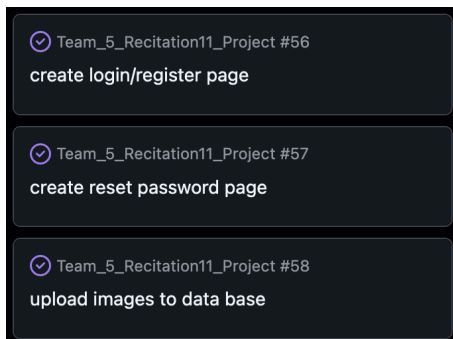 Team_5_Recitation11_Project #56
create login/register page
Team_5_Recitation11_Project #57
create reset password page
Team_5_Recitation11_Project #58
upload images to data base